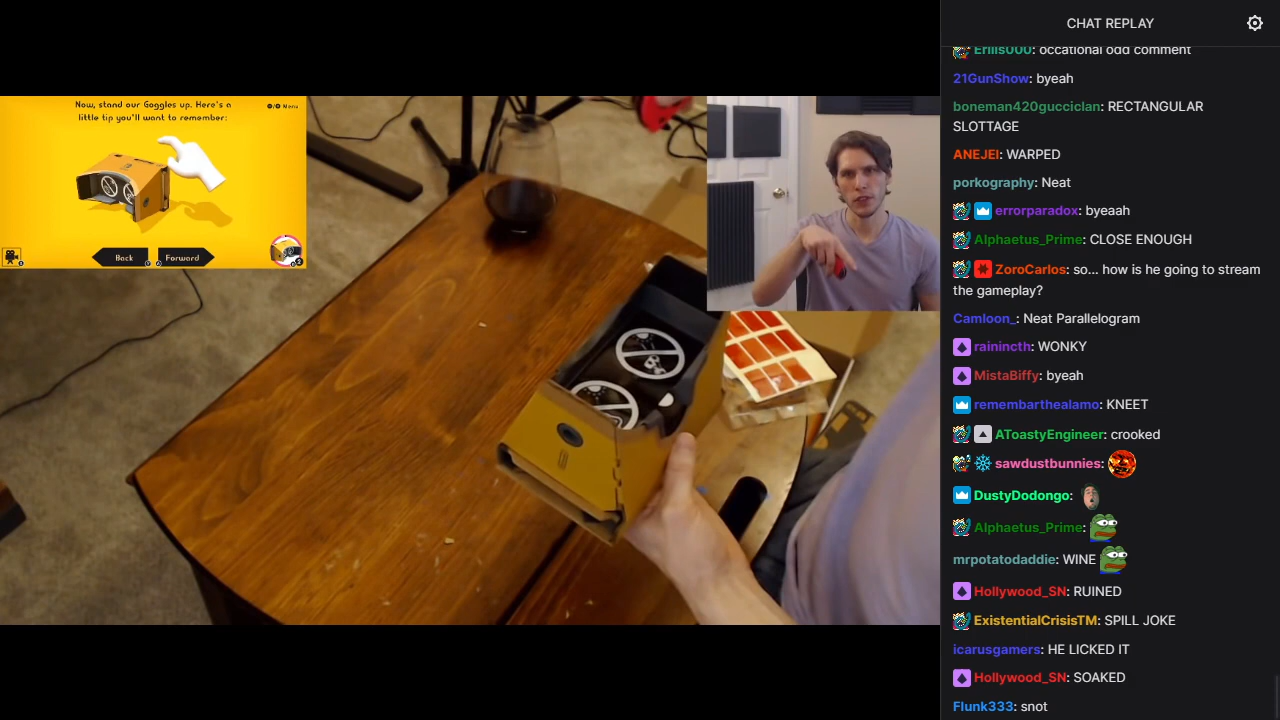 Now, stand our Goggles up. Here's a
little tip you'll want to remember:
Menu
Back
Forward
CHAT REPLAY
Erills000: occational odd comment
21GunShow: byeah
boneman420gucciclan: RECTANGULAR
SLOTTAGE
ANEJEI: WARPED
porkography: Neat
errorparadox: byeaah
Alphaetus_Prime: CLOSE ENOUGH
ZoroCarlos: so... how is he going to stream
the gameplay?
Camloon_: Neat Parallelogram
rainincth: WONKY
MistaBiffy: byeah
remembarthealamo: KNEET
AToastyEngineer: crooked
sawdustbunnies:
DustyDodongo:
Alphaetus_Prime:
mrpotatodaddie: WINE
Hollywood_SN: RUINED
ExistentialCrisisTM: SPILL JOKE
icarusgamers: HE LICKED IT
Hollywood_SN: SOAKED
Flunk333: snot